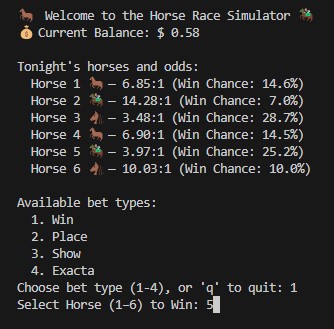 🐎 Welcome to the Horse Race Simulator 🏇
💰 Current Balance: $ 0.58
Tonight's horses and odds:
Horse 1 🐎 — 6.85:1 (Win Chance: 14.6%)
Horse 2 🏇 — 14.28:1 (Win Chance: 7.0%)
Horse 3 🐴 — 3.48:1 (Win Chance: 28.7%)
Horse 4 🐎 — 6.90:1 (Win Chance: 14.5%)
Horse 5 🏇 — 3.97:1 (Win Chance: 25.2%)
Horse 6 🐴 — 10.03:1 (Win Chance: 10.0%)
Available bet types:
1. Win
2. Place
3. Show
4. Exacta
Choose bet type (1-4), or 'q' to quit: 1
Select Horse (1–6) to Win: 5